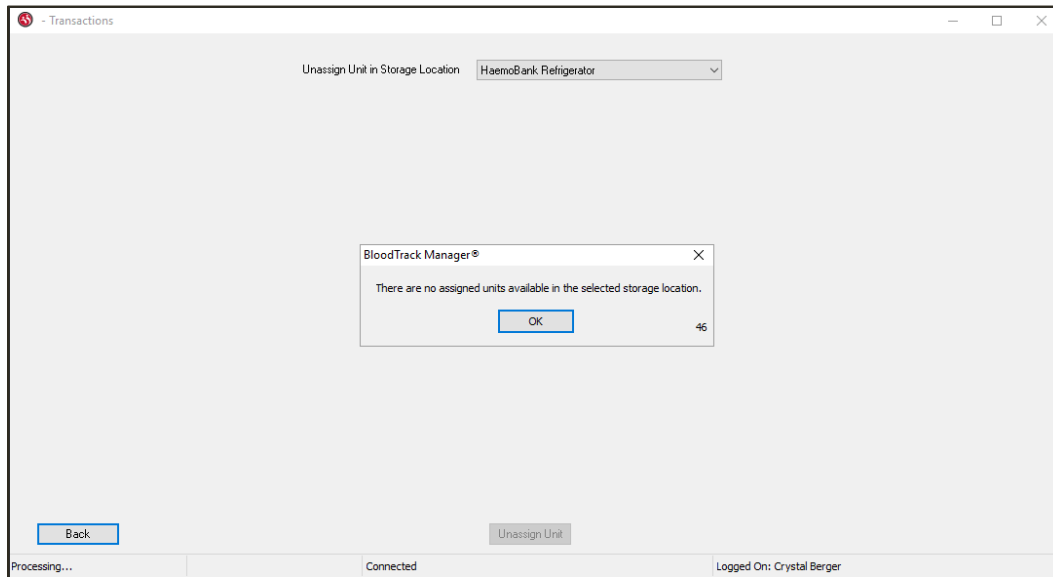 - Transactions
Unassign Unit in Storage Location HaemoBank Refrigerator
BloodTrack Manager®
There are no assigned units available in the selected storage location.
OK
46
Back Unassign Unit
Processing... Connected Logged On: Crystal Berger